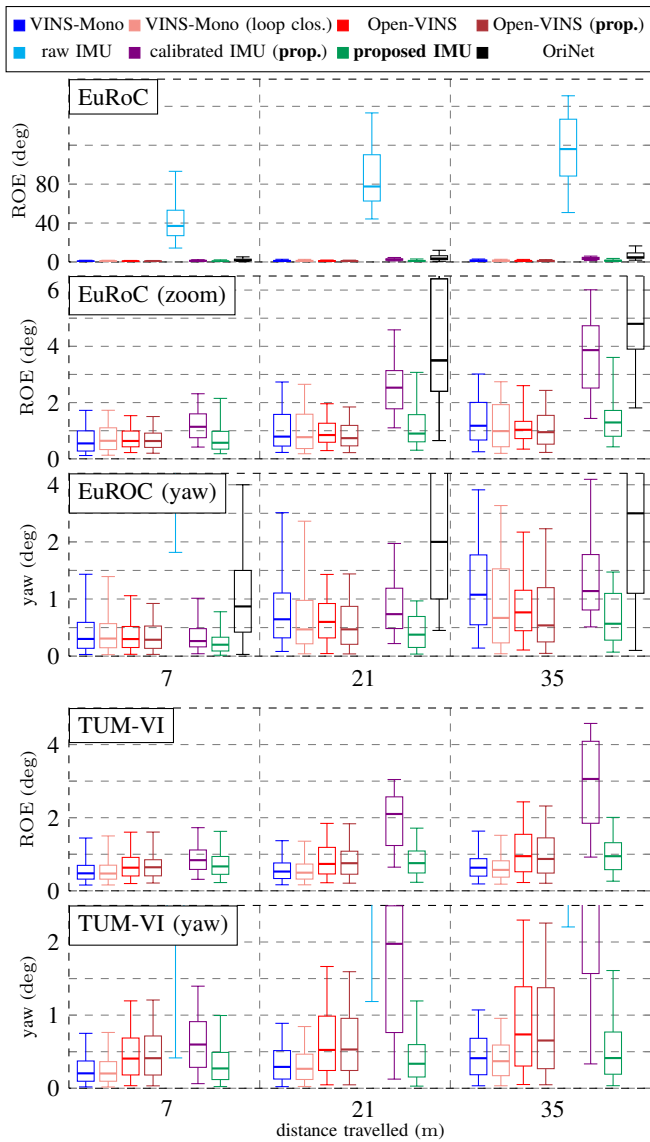 VINS-Mono VINS-Mono (loop clos.) Open-VINS Open-VINS (prop.)
raw IMU calibrated IMU (prop.) proposed IMU OriNet
EuRoC
ROE (deg)
80
40
0
EuRoC (zoom)
ROE (deg)
6
4
2
0
EuROC (yaw)
yaw (deg)
4
2
1
0
7 21 35
TUM-VI
ROE (deg)
4
2
0
TUM-VI (yaw)
yaw (deg)
2
1
0
7 21 35
distance travelled (m)